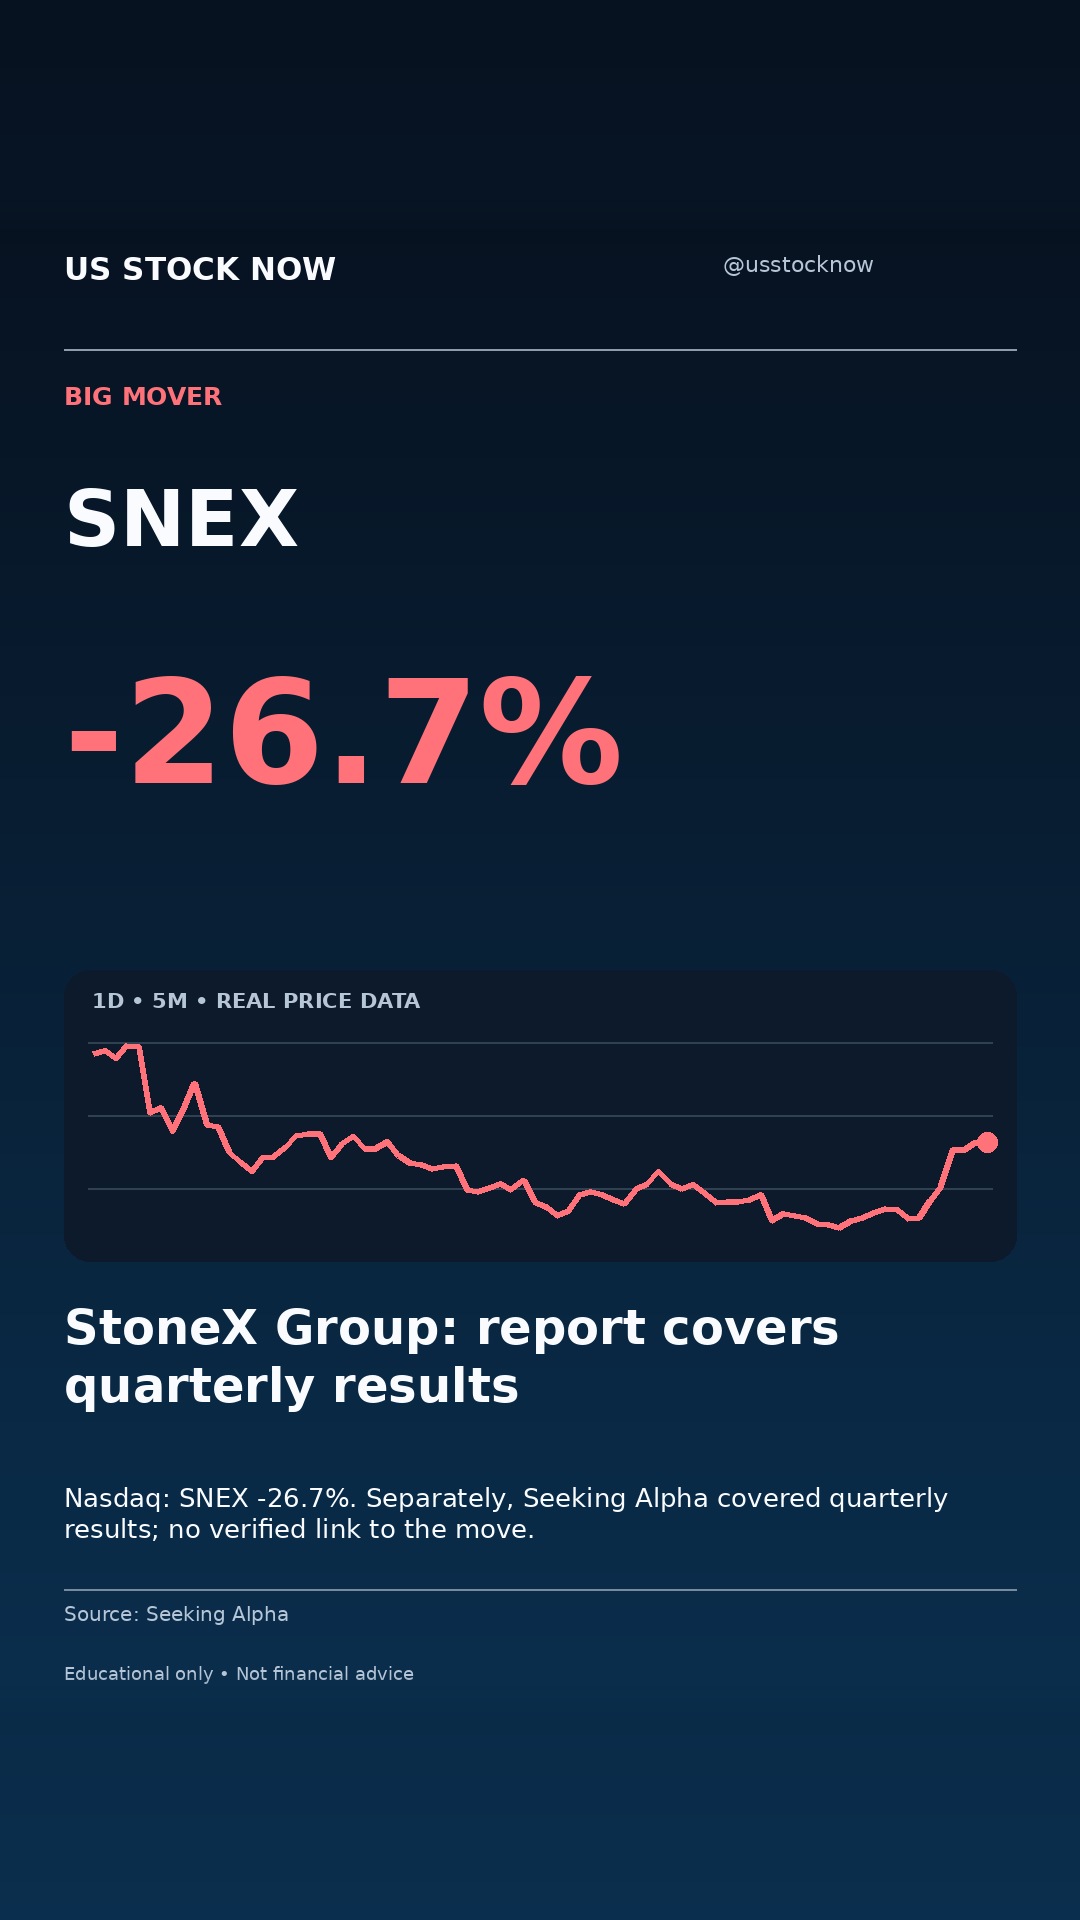 US STOCK NOW
@usstocknow
BIG MOVER
SNEX
-26.7%
1D • 5M • REAL PRICE DATA
StoneX Group: report covers
quarterly results
Nasdaq: SNEX -26.7%. Separately, Seeking Alpha covered quarterly
results; no verified link to the move.
Source: Seeking Alpha
Educational only • Not financial advice